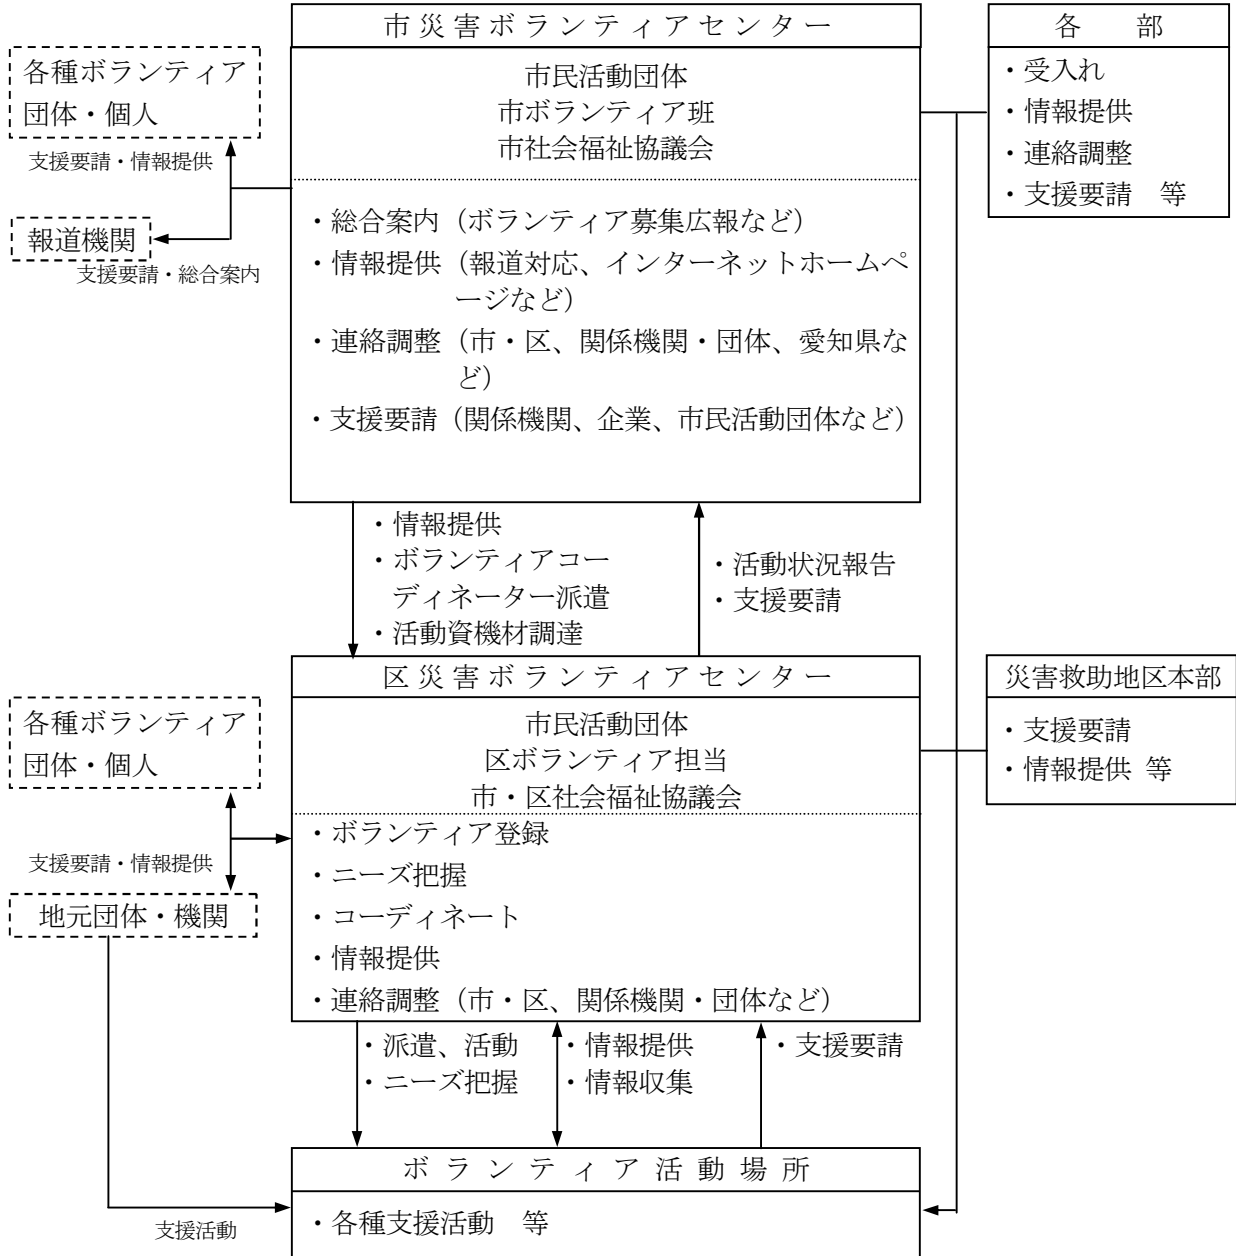 市災害ボランティアセンター
各　部
各種ボランティア
団体・個人
市民活動団体
市ボランティア班
市社会福祉協議会
・受入れ
・情報提供
・連絡調整
・支援要請　等
支援要請・情報提供
報道機関
支援要請・総合案内
・総合案内（ボランティア募集広報など）
・情報提供（報道対応、インターネットホームペ
ージなど）
・連絡調整（市・区、関係機関・団体、愛知県な
ど）
・支援要請（関係機関、企業、市民活動団体など）
・情報提供
・ボランティアコー
ディネーター派遣
・活動資機材調達
・活動状況報告
・支援要請
区災害ボランティアセンター
災害救助地区本部
各種ボランティア
団体・個人
市民活動団体
区ボランティア担当
市・区社会福祉協議会
・支援要請
・情報提供 等
・ボランティア登録
・ニーズ把握
・コーディネート
・情報提供
・連絡調整（市・区、関係機関・団体など）
支援要請・情報提供
地元団体・機関
・派遣、活動
・ニーズ把握
・情報提供
・情報収集
・支援要請
ボランティア活動場所
・各種支援活動　等
支援活動